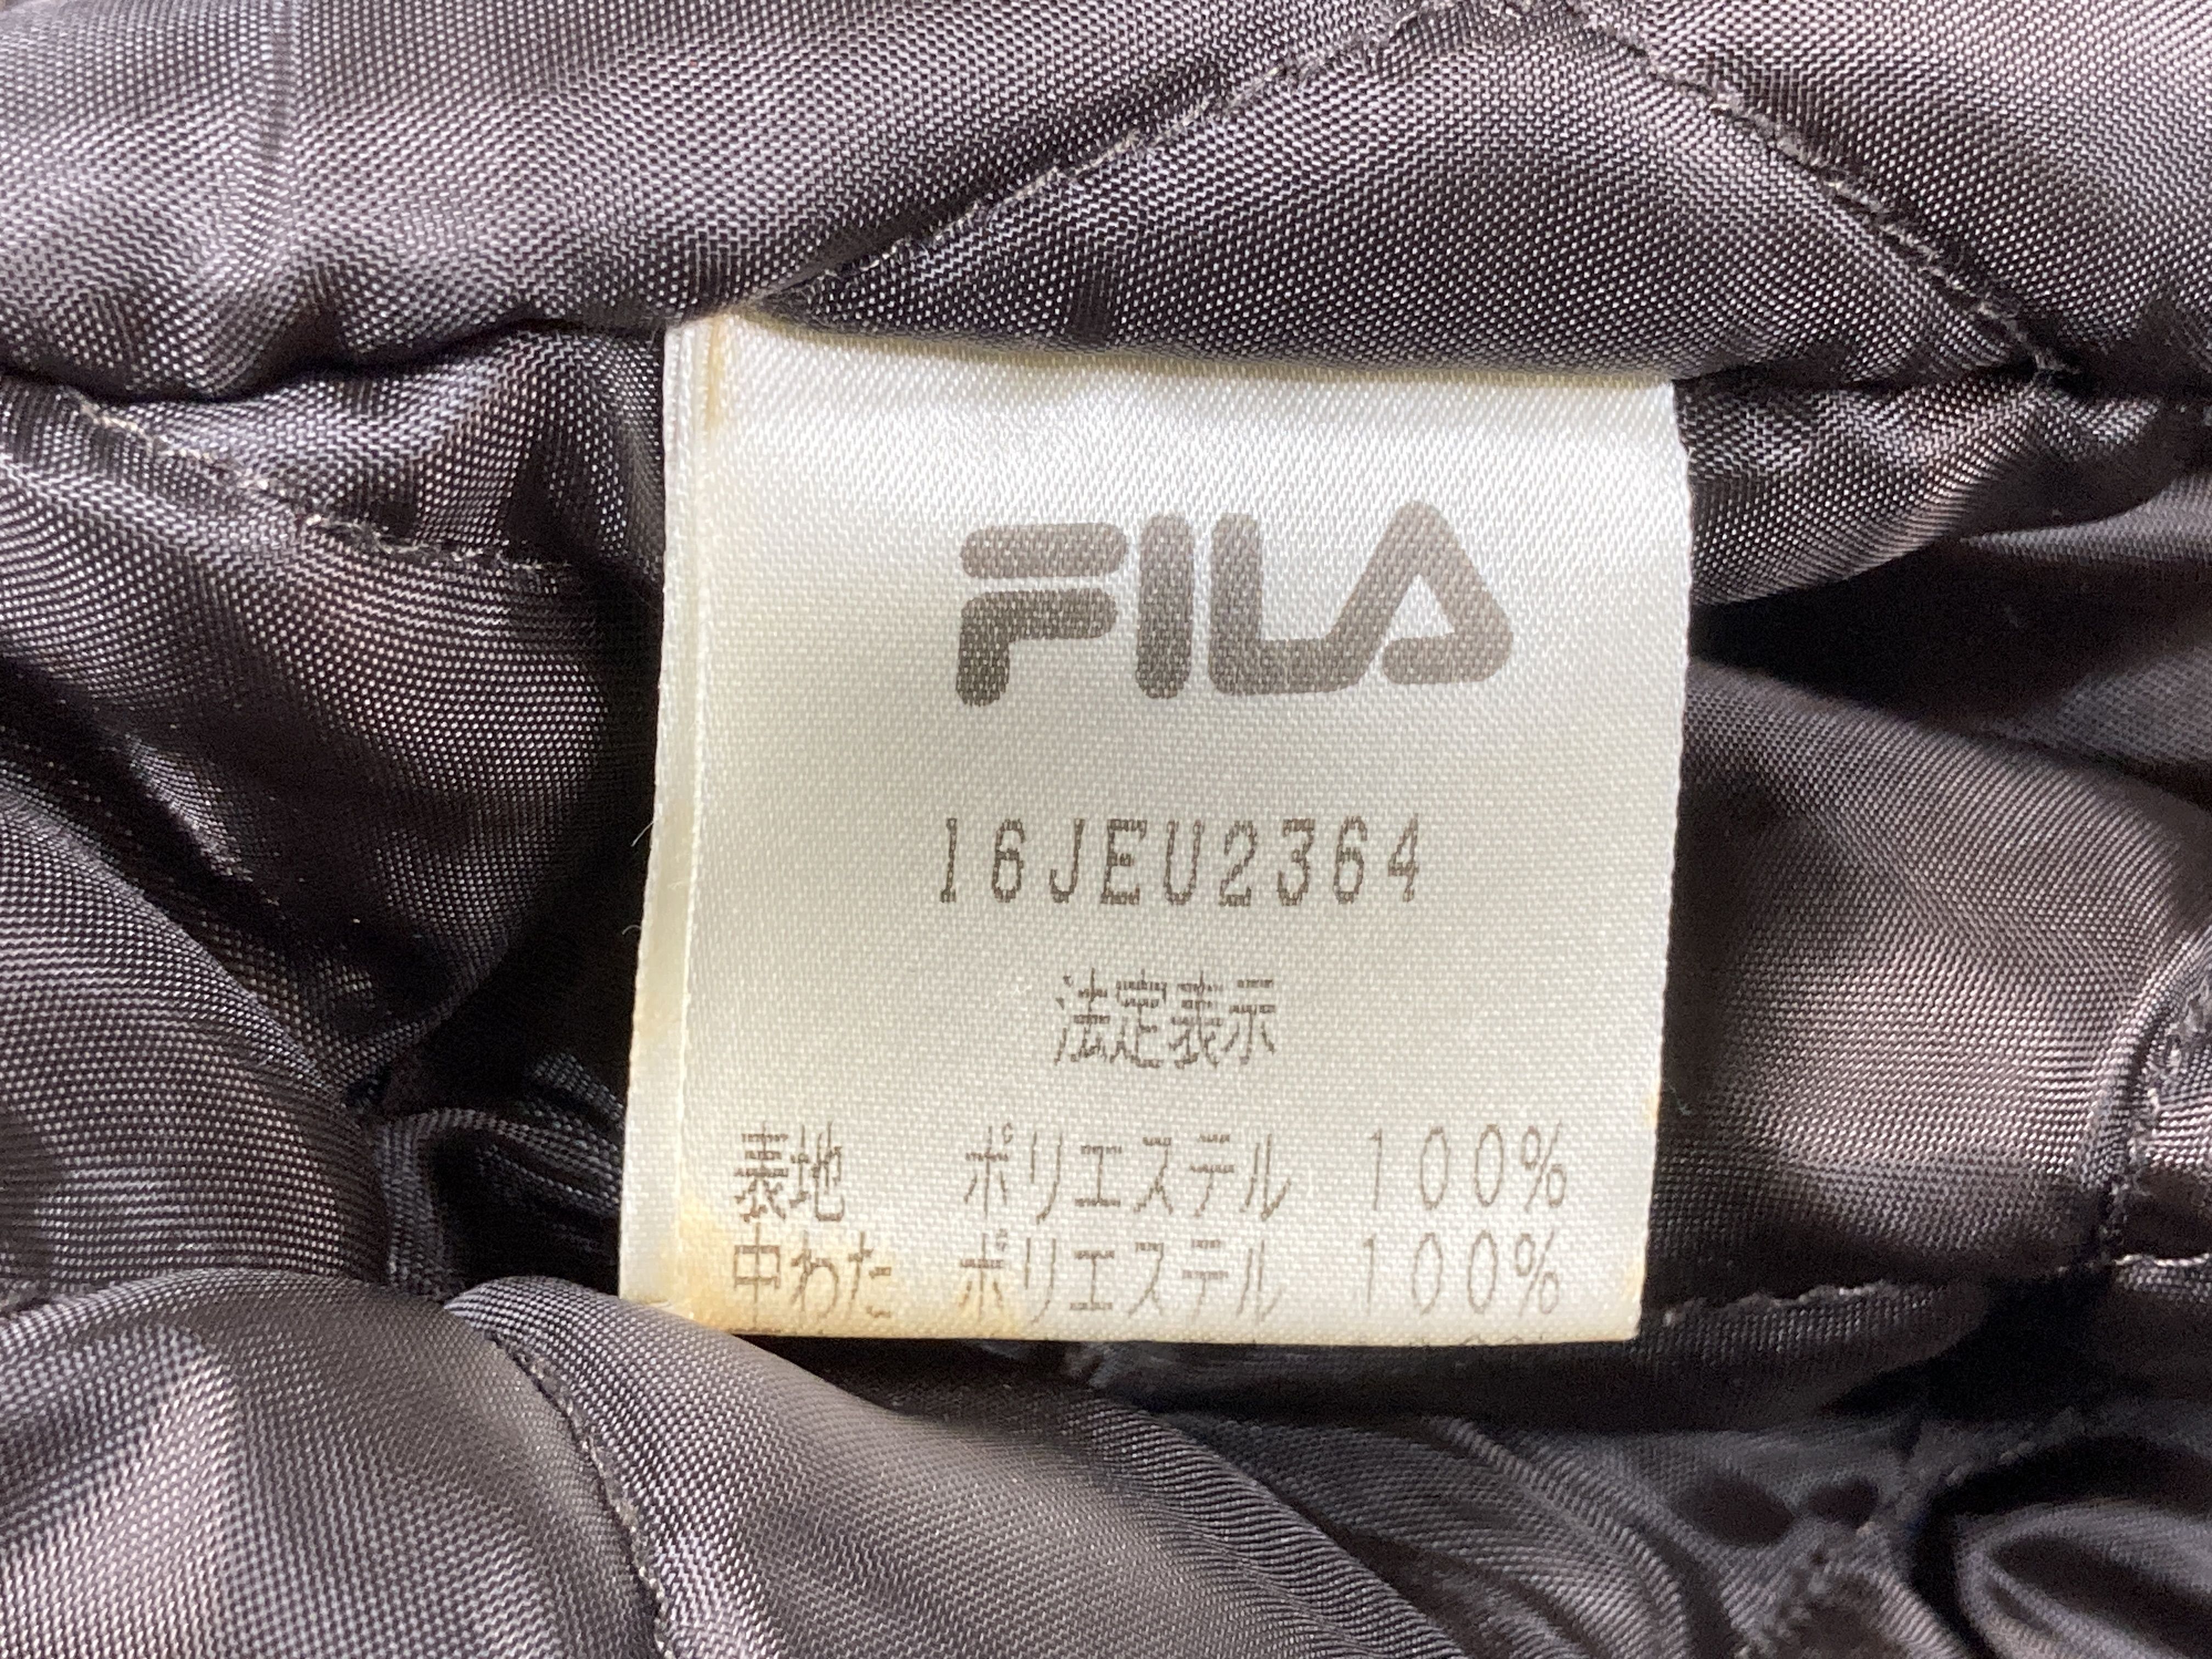 FILA
16JEU2364
法定表示
表地　ポリエステル　100%
中わた　ポリエステル　100%